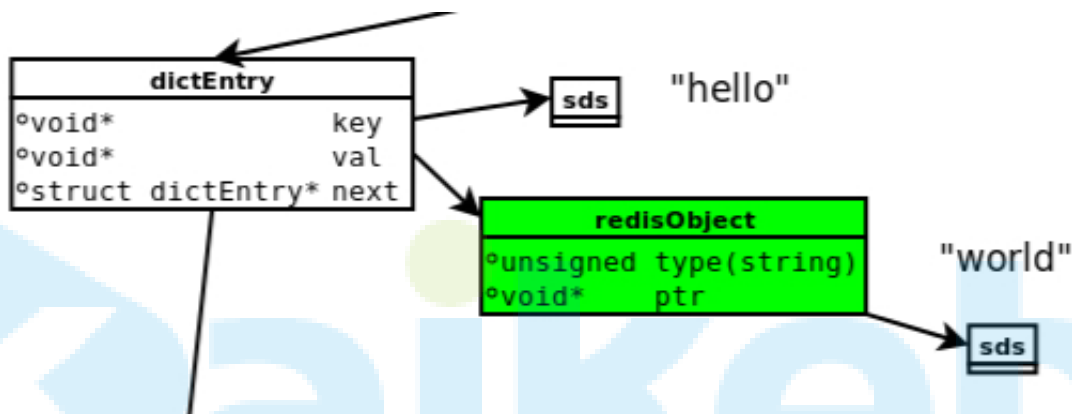 dictEntry
void* key
void* val
struct dictEntry* next
sds
"hello"
redisObject
unsigned type(string)
void* ptr
"world"
sds